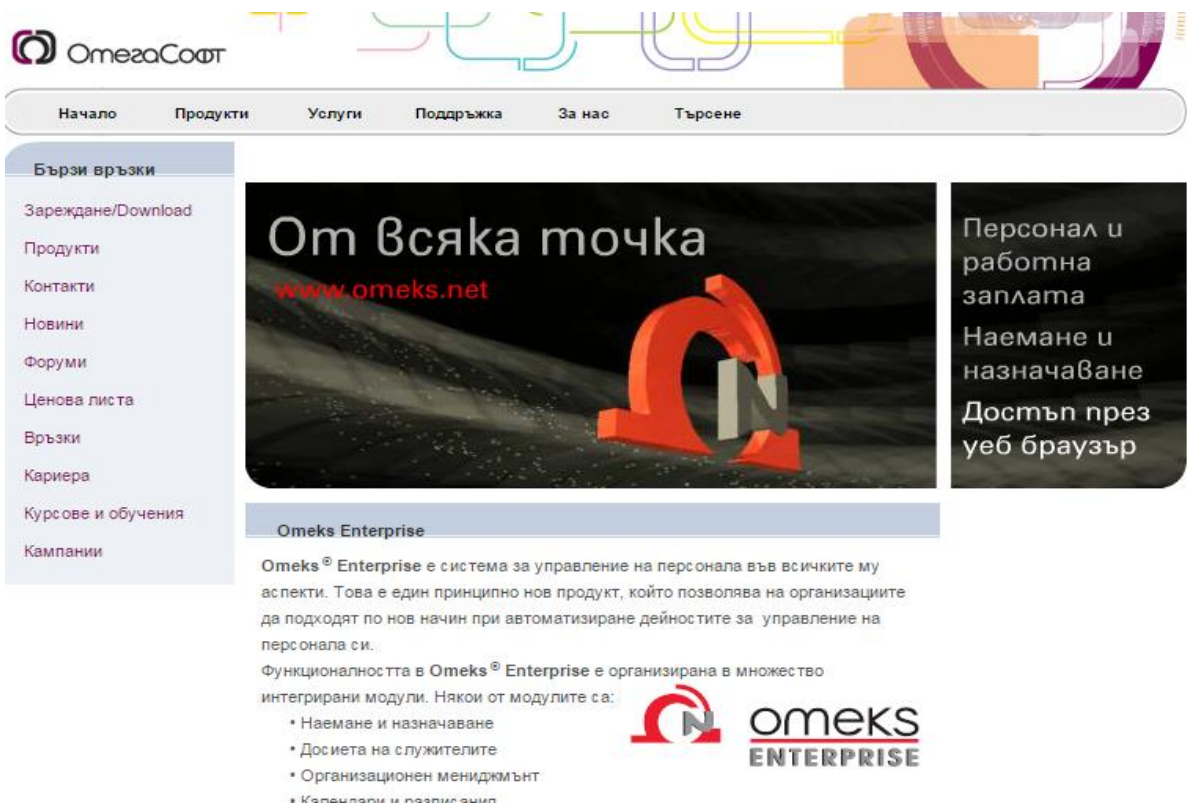 ОмегаСофт
Начало Продукти Услуги Поддръжка За нас Търсене
Бързи връзки
Зареждане/Download
Продукти
Контакти
Новини
Форуми
Ценова листа
Връзки
Кариера
Курсове и обучения
Кампании
От всяка точка
www.omeks.net
N
Персонал и
работна
заплата
Наемане и
назначаване
Достъп през
уеб браузър
Omeks Enterprise
Omeks® Enterprise е система за управление на персонала във всичките му
аспекти. Това е един принципно нов продукт, който позволява на организациите
да подходят по нов начин при автоматизиране дейностите за управление на
персонала си.
Функционалността в Omeks® Enterprise е организирана в множество
интегрирани модули. Някои от модулите са:
• Наемане и назначаване
• Досиета на служителите
• Организационен мениджмънт
• Календари и разписания
N
omeks
ENTERPRISE